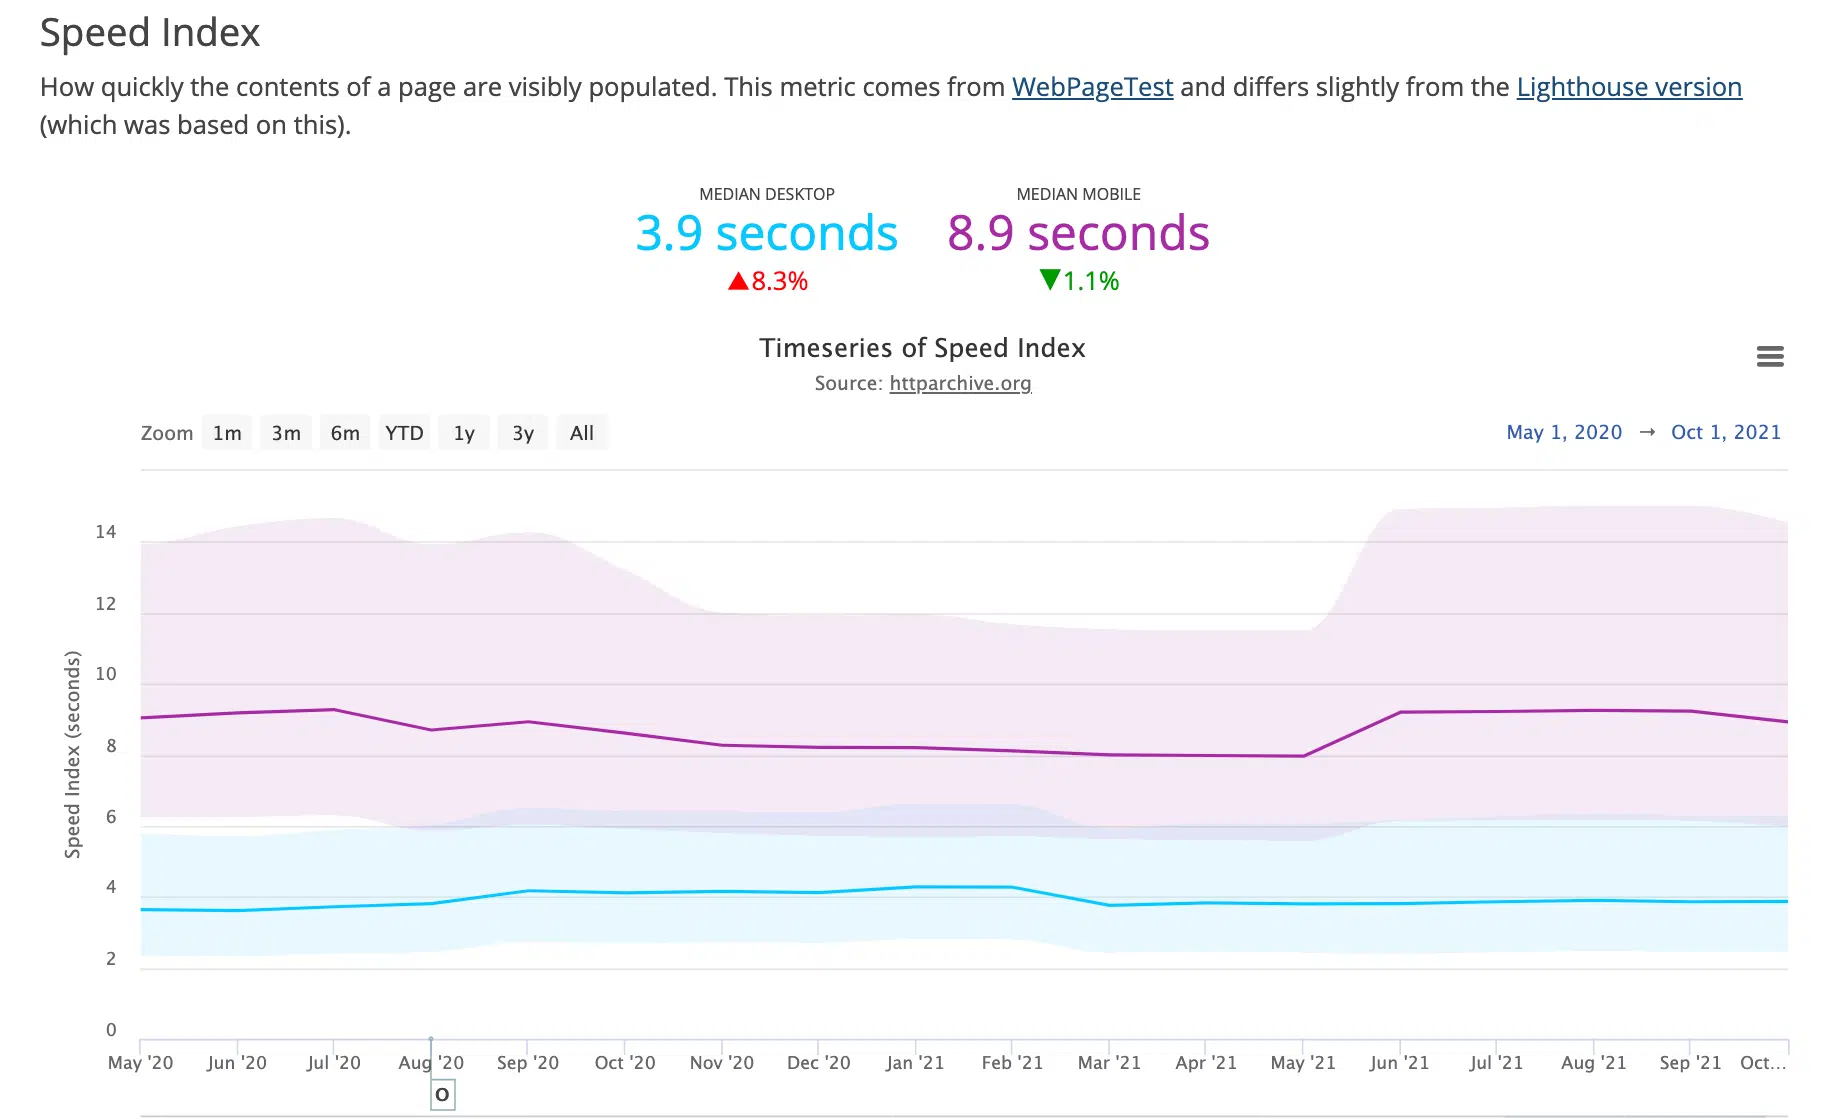 Speed Index
How quickly the contents of a page are visibly populated. This metric comes from WebPageTest and differs slightly from the Lighthouse version
(which was based on this).
MEDIAN DESKTOP
3.9 seconds
▲8.3%
MEDIAN MOBILE
8.9 seconds
▼1.1%
Timeseries of Speed Index
Source: httparchive.org
Zoom 1m 3m 6m YTD 1y 3y All
May 1, 2020 → Oct 1, 2021
Speed Index (seconds)
14
12
10
8
6
4
2
0
May '20 Jun '20 Jul '20 Aug '20 Sep '20 Oct '20 Nov '20 Dec '20 Jan '21 Feb '21 Mar '21 Apr '21 May '21 Jun '21 Jul '21 Aug '21 Sep '21 Oct...
O